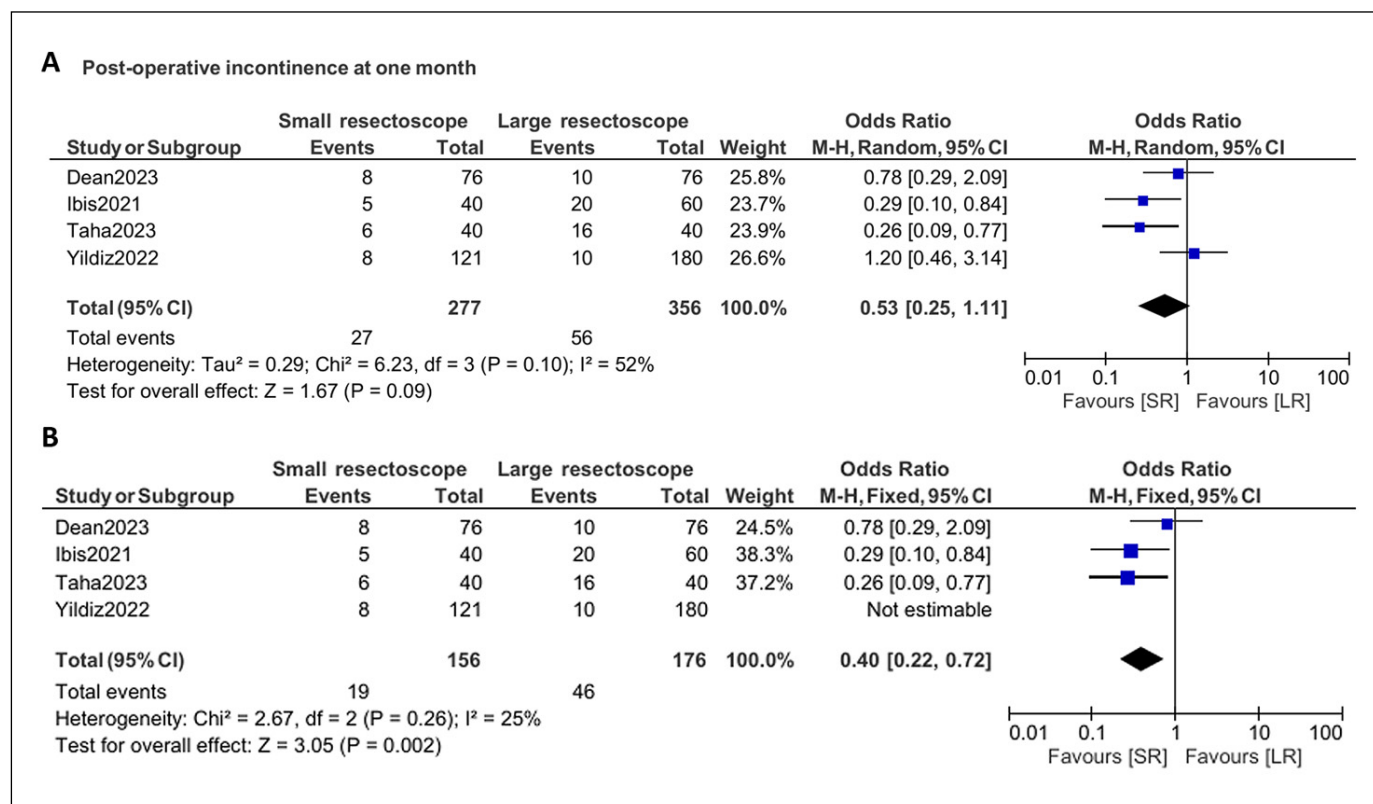 A Post-operative incontinence at one month
Small resectoscope Large resectoscope Odds Ratio Odds Ratio
Study or Subgroup Events Total Events Total Weight M-H, Random, 95% CI M-H, Random, 95% CI
Dean2023 8 76 10 76 25.8% 0.78 [0.29, 2.09]
Ibis2021 5 40 20 60 23.7% 0.29 [0.10, 0.84]
Taha2023 6 40 16 40 23.9% 0.26 [0.09, 0.77]
Yildiz2022 8 121 10 180 26.6% 1.20 [0.46, 3.14]
Total (95% CI) 277 356 100.0% 0.53 [0.25, 1.11]
Total events 27 56
Heterogeneity: Tau² = 0.29; Chi² = 6.23, df = 3 (P = 0.10); I² = 52%
Test for overall effect: Z = 1.67 (P = 0.09)
0.01 0.1 1 10 100
Favours [SR] Favours [LR]
B
Small resectoscope Large resectoscope Odds Ratio Odds Ratio
Study or Subgroup Events Total Events Total Weight M-H, Fixed, 95% CI M-H, Fixed, 95% CI
Dean2023 8 76 10 76 24.5% 0.78 [0.29, 2.09]
Ibis2021 5 40 20 60 38.3% 0.29 [0.10, 0.84]
Taha2023 6 40 16 40 37.2% 0.26 [0.09, 0.77]
Yildiz2022 8 121 10 180 Not estimable
Total (95% CI) 156 176 100.0% 0.40 [0.22, 0.72]
Total events 19 46
Heterogeneity: Chi² = 2.67, df = 2 (P = 0.26); I² = 25%
Test for overall effect: Z = 3.05 (P = 0.002)
0.01 0.1 1 10 100
Favours [SR] Favours [LR]